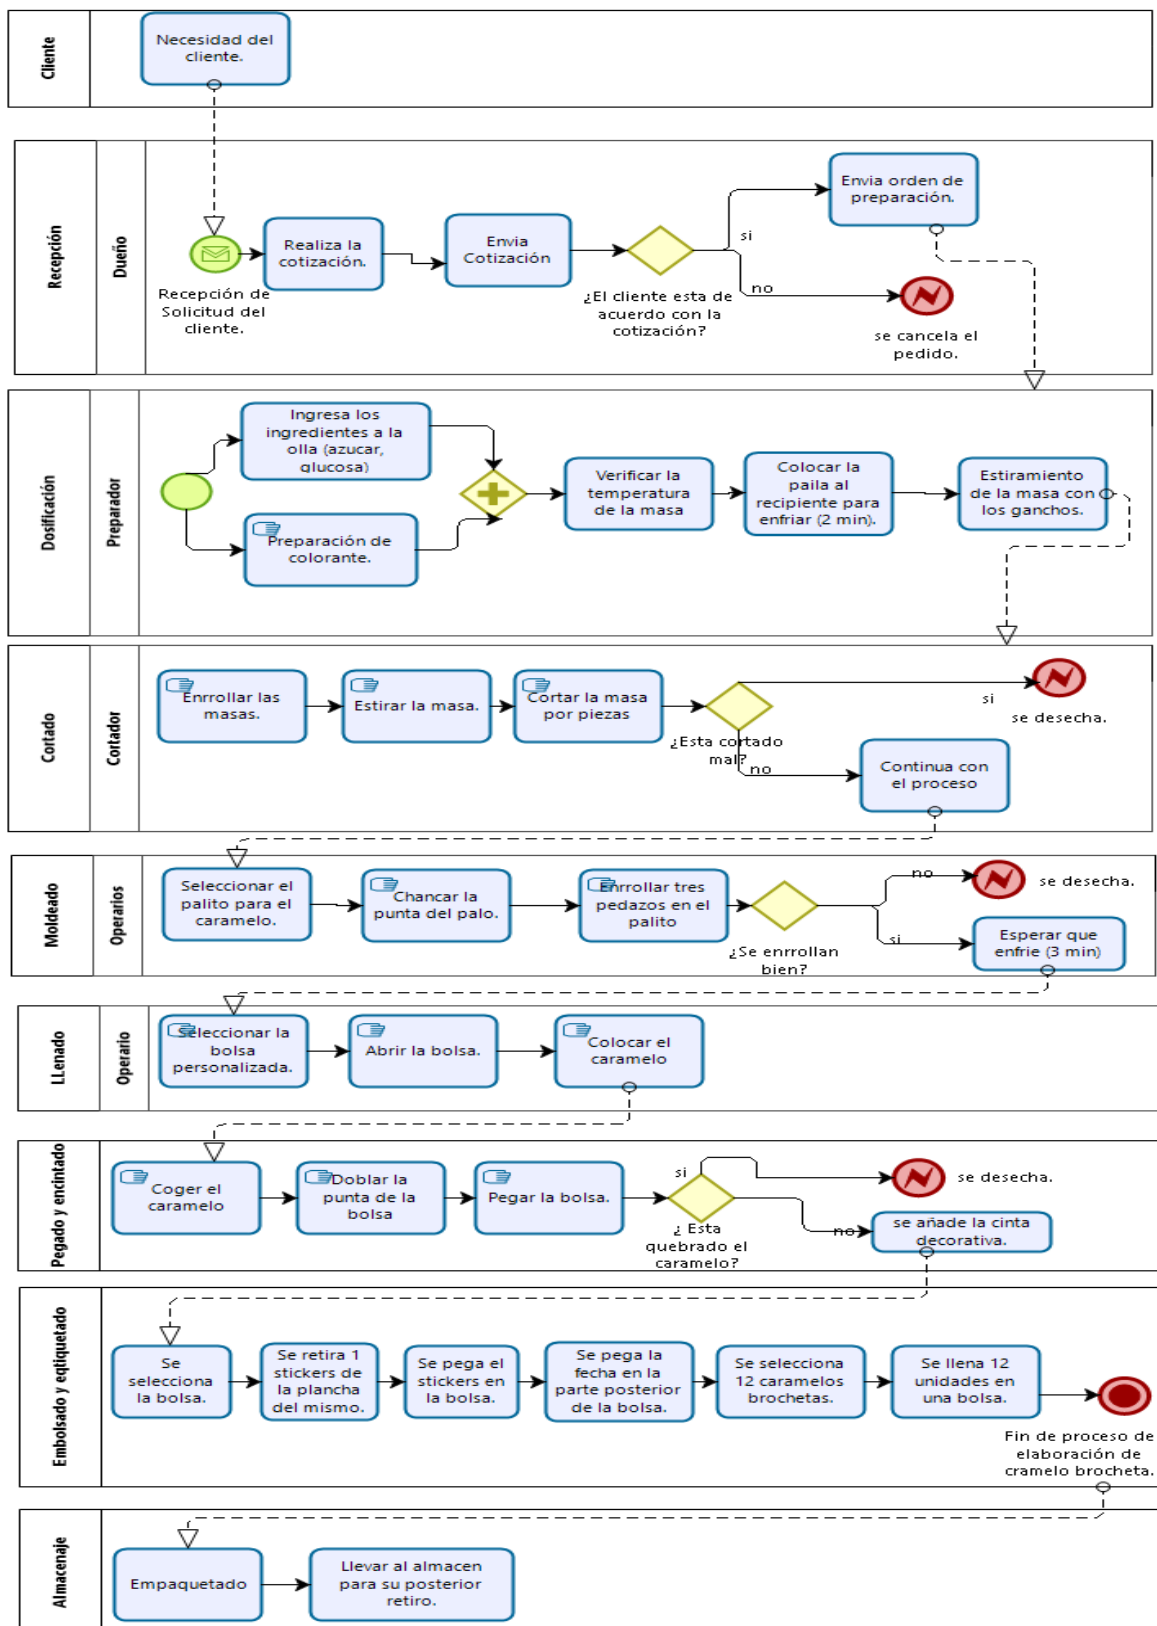 Cliente
Necesidad del
cliente.
Recepción
Dueño
Recepción de
Solicitud del
cliente.
Realiza la
cotización.
Envia
Cotización
¿El cliente esta de
acuerdo con la
cotización?
si
no
Envia orden de
preparación.
se cancela el
pedido.
Dosificación
Preparador
Ingresa los
ingredientes a la
olla (azucar,
glucosa)
Preparación de
colorante.
Verificar la
temperatura
de la masa
Colocar la
paila al
recipiente para
enfriar (2 min).
Estiramiento
de la masa con
los ganchos.
Cortado
Cortador
Enrrollar las
masas.
Estirar la masa.
Cortar la masa
por piezas
¿Esta cortado
mal?
si
no
se desecha.
Continua con
el proceso
Moldeado
Operarios
Seleccionar el
palito para el
caramelo.
Chancar la
punta del palo.
Enrrollar tres
pedazos en el
palito
¿Se enrrollan
bien?
no
si
se desecha.
Esperar que
enfrie (3 min)
LLenado
Operario
Seleccionar la
bolsa
personalizada.
Abrir la bolsa.
Colocar el
caramelo
Pegado y encintado
Coger el
caramelo
Doblar la
punta de la
bolsa
Pegar la bolsa.
¿ Esta
quebrado el
caramelo?
si
no
se desecha.
se añade la cinta
decorativa.
Embolsado y eqtiquetado
Se
selecciona
la bolsa.
Se retira 1
stickers de
la plancha
del mismo.
Se pega el
stickers en
la bolsa.
Se pega la
fecha en la
parte posterior
de la bolsa.
Se selecciona
12 caramelos
brochetas.
Se llena 12
unidades en
una bolsa.
Fin de proceso de
elaboración de
cramelo brocheta.
Almacenaje
Empaquetado
Llevar al almacen
para su posterior
retiro.